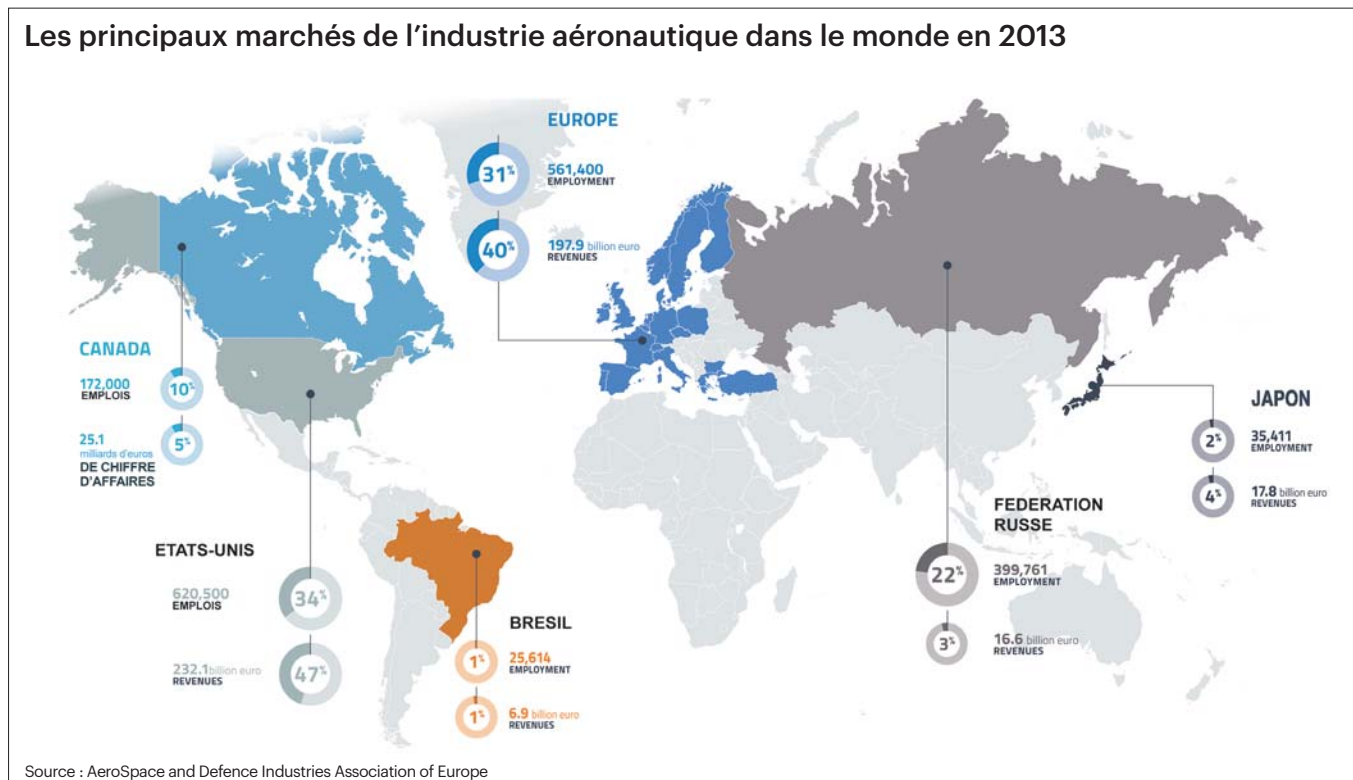 Les principaux marchés de l'industrie aéronautique dans le monde en 2013
EUROPE
31%
561,400
EMPLOYMENT
40%
197.9 billion euro
REVENUES
CANADA
172,000
EMPLOIS
10%
25.1
milliards d'euros
DE CHIFFRE
D'AFFAIRES
5%
ETATS-UNIS
620,500
EMPLOIS
34%
232.1 billion euro
REVENUES
47%
BRESIL
1%
25,614
EMPLOYMENT
1%
6.9 billion euro
REVENUES
FEDERATION
RUSSE
22%
399,761
EMPLOYMENT
3%
16.6 billion euro
REVENUES
JAPON
2%
35,411
EMPLOYMENT
4%
17.8 billion euro
REVENUES
Source : AeroSpace and Defence Industries Association of Europe